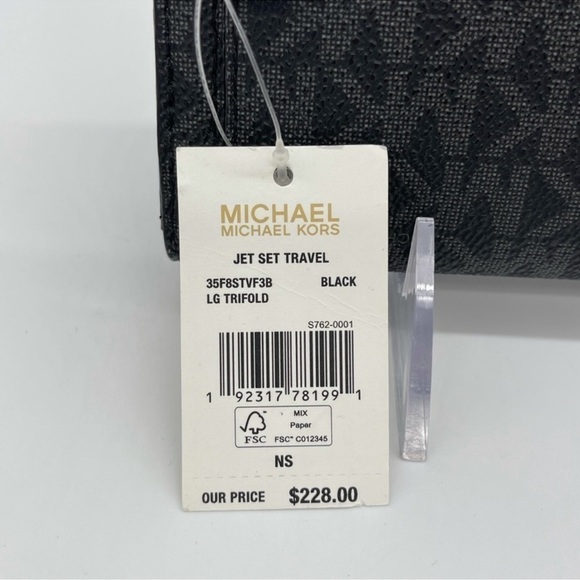 MICHAEL
MICHAEL KORS
JET SET TRAVEL
35F8STVF3B BLACK
LG TRIFOLD
S762-0001
1 92317 78199 1
FSC
MIX
Paper
FSC™ C012345
NS
OUR PRICE $228.00